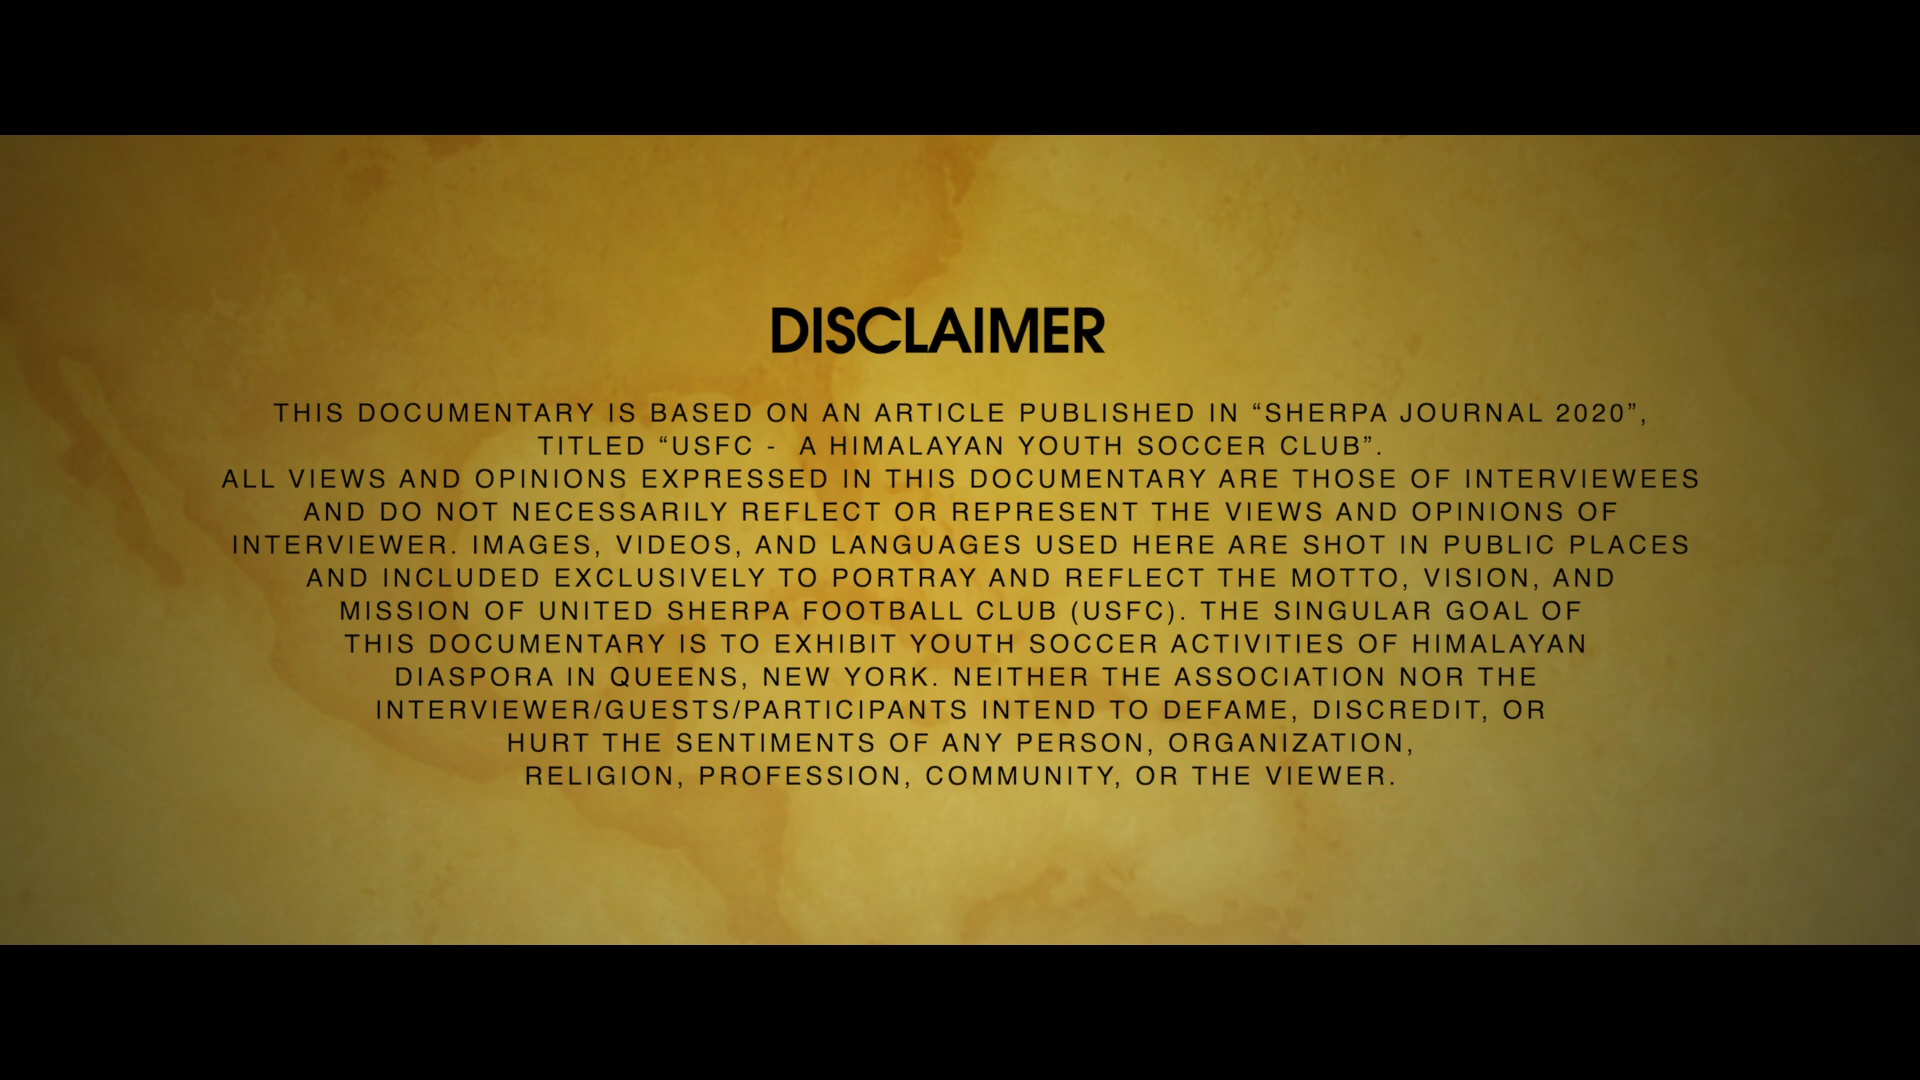 DISCLAIMER
THIS DOCUMENTARY IS BASED ON AN ARTICLE PUBLISHED IN “SHERPA JOURNAL 2020”,
TITLED “USFC -  A HIMALAYAN YOUTH SOCCER CLUB”.
ALL VIEWS AND OPINIONS EXPRESSED IN THIS DOCUMENTARY ARE THOSE OF INTERVIEWEES
AND DO NOT NECESSARILY REFLECT OR REPRESENT THE VIEWS AND OPINIONS OF
INTERVIEWER. IMAGES, VIDEOS, AND LANGUAGES USED HERE ARE SHOT IN PUBLIC PLACES
AND INCLUDED EXCLUSIVELY TO PORTRAY AND REFLECT THE MOTTO, VISION, AND
MISSION OF UNITED SHERPA FOOTBALL CLUB (USFC). THE SINGULAR GOAL OF
THIS DOCUMENTARY IS TO EXHIBIT YOUTH SOCCER ACTIVITIES OF HIMALAYAN
DIASPORA IN QUEENS, NEW YORK. NEITHER THE ASSOCIATION NOR THE
INTERVIEWER/GUESTS/PARTICIPANTS INTEND TO DEFAME, DISCREDIT, OR
HURT THE SENTIMENTS OF ANY PERSON, ORGANIZATION,
RELIGION, PROFESSION, COMMUNITY, OR THE VIEWER.